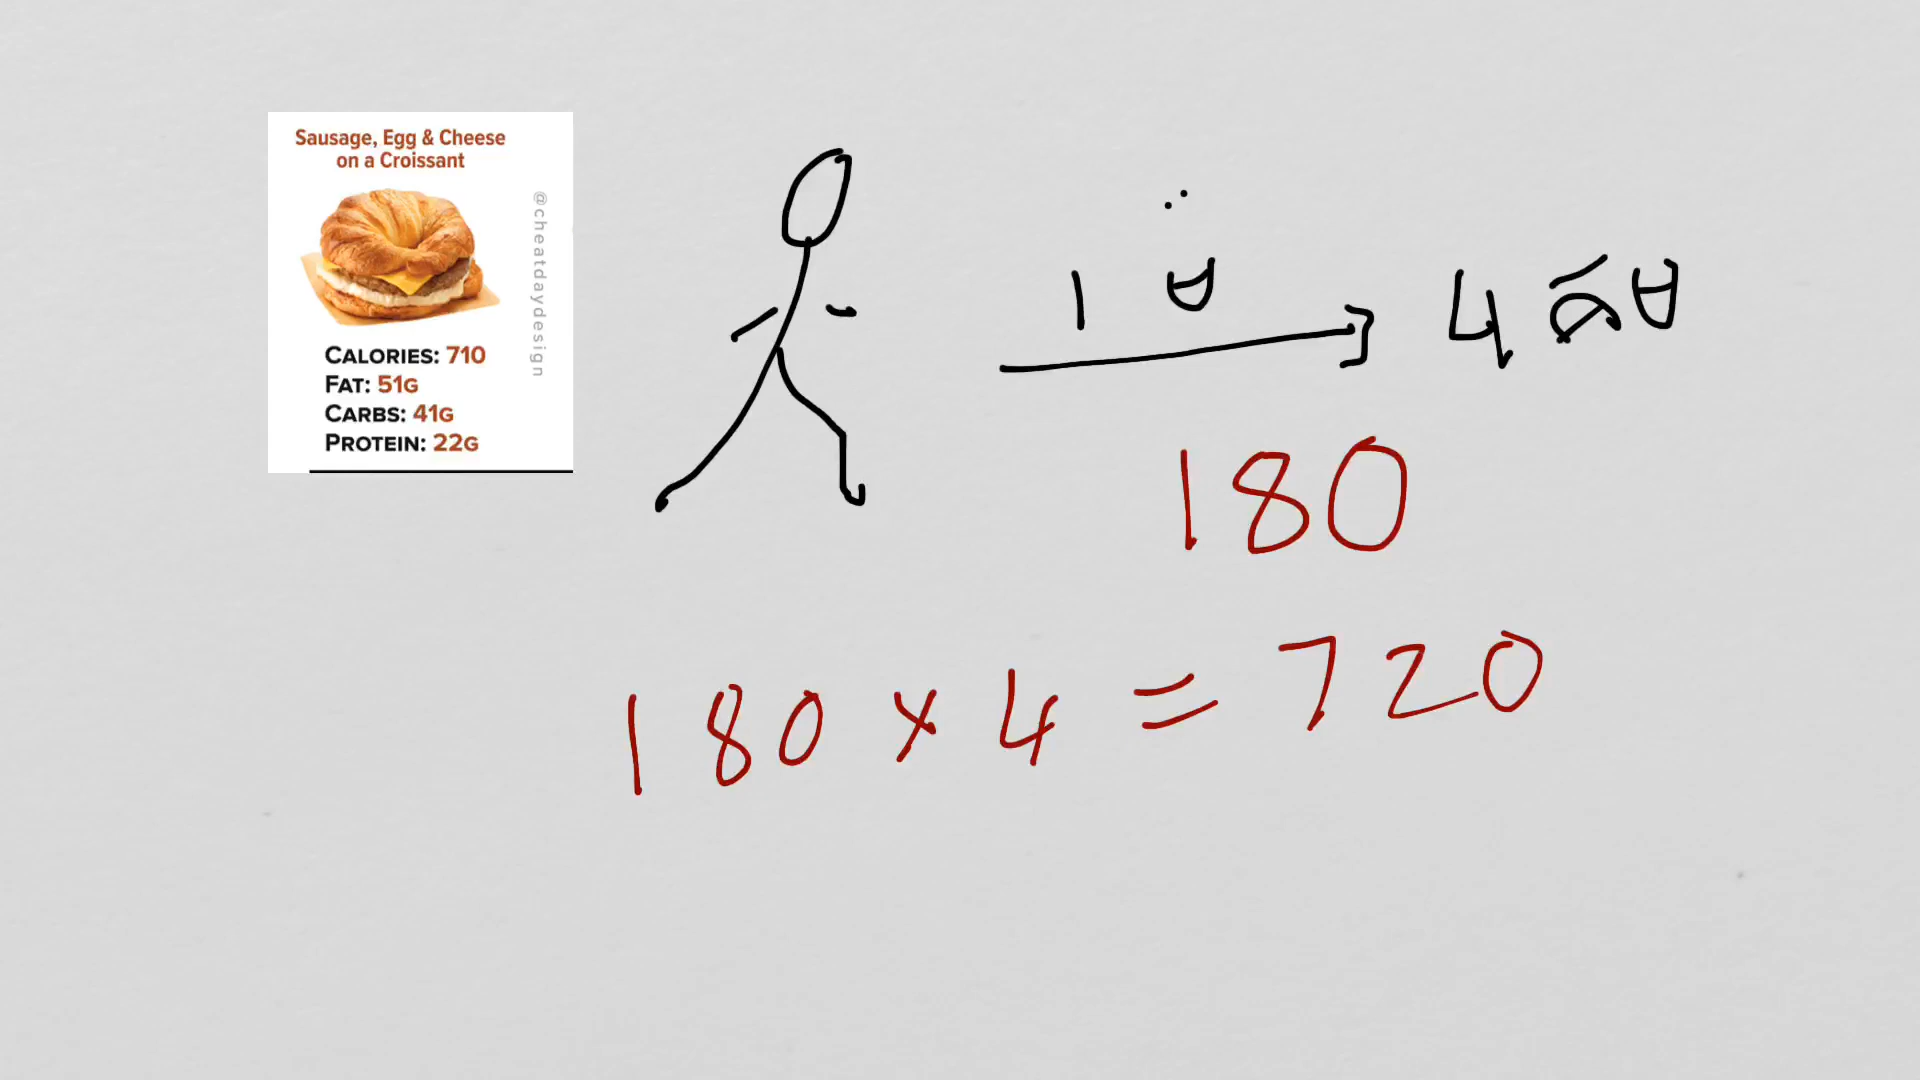 Sausage, Egg & Cheese
on a Croissant
@cheatdaydesign
CALORIES: 710
FAT: 51G
CARBS: 41G
PROTEIN: 22G
1
4
180
180 x 4 = 720